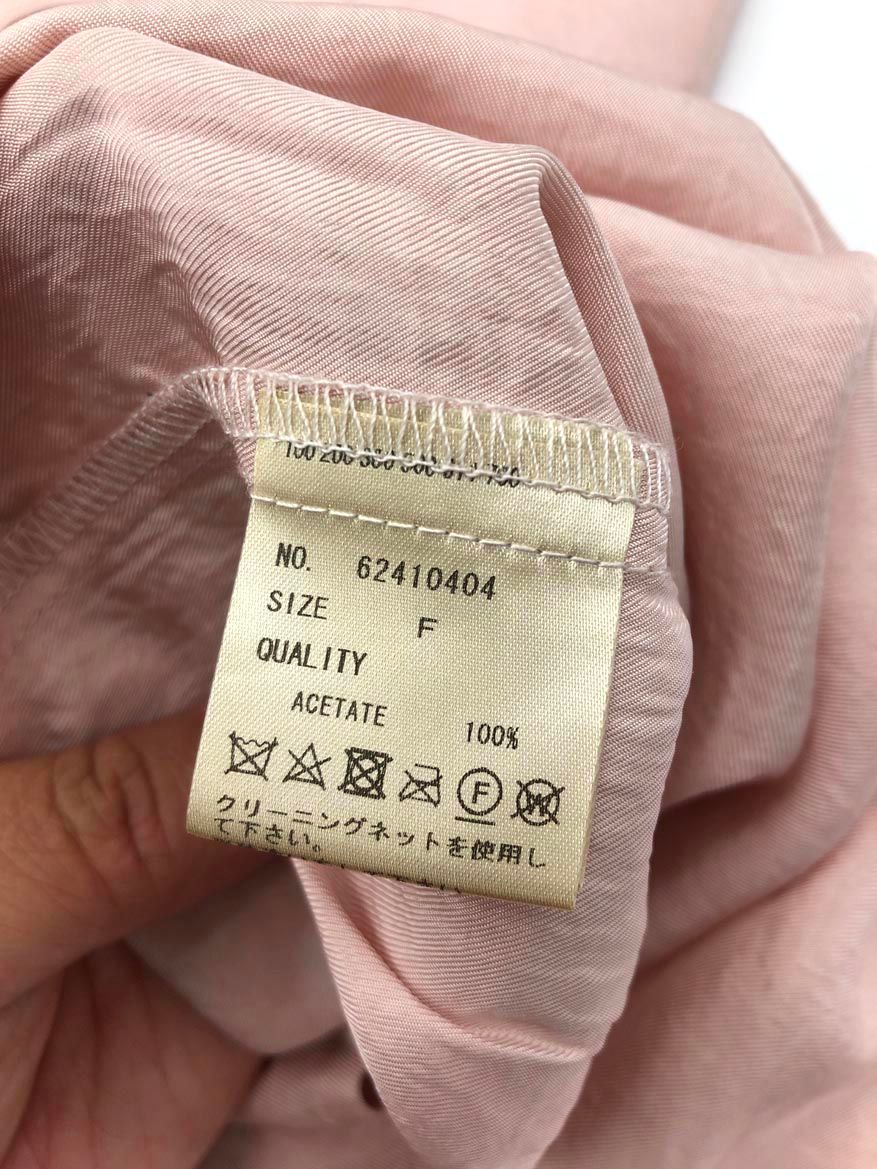 NO. 62410404
SIZE F
QUALITY
ACETATE 100%
F W
クリーニングネットを使用し
て下さい。